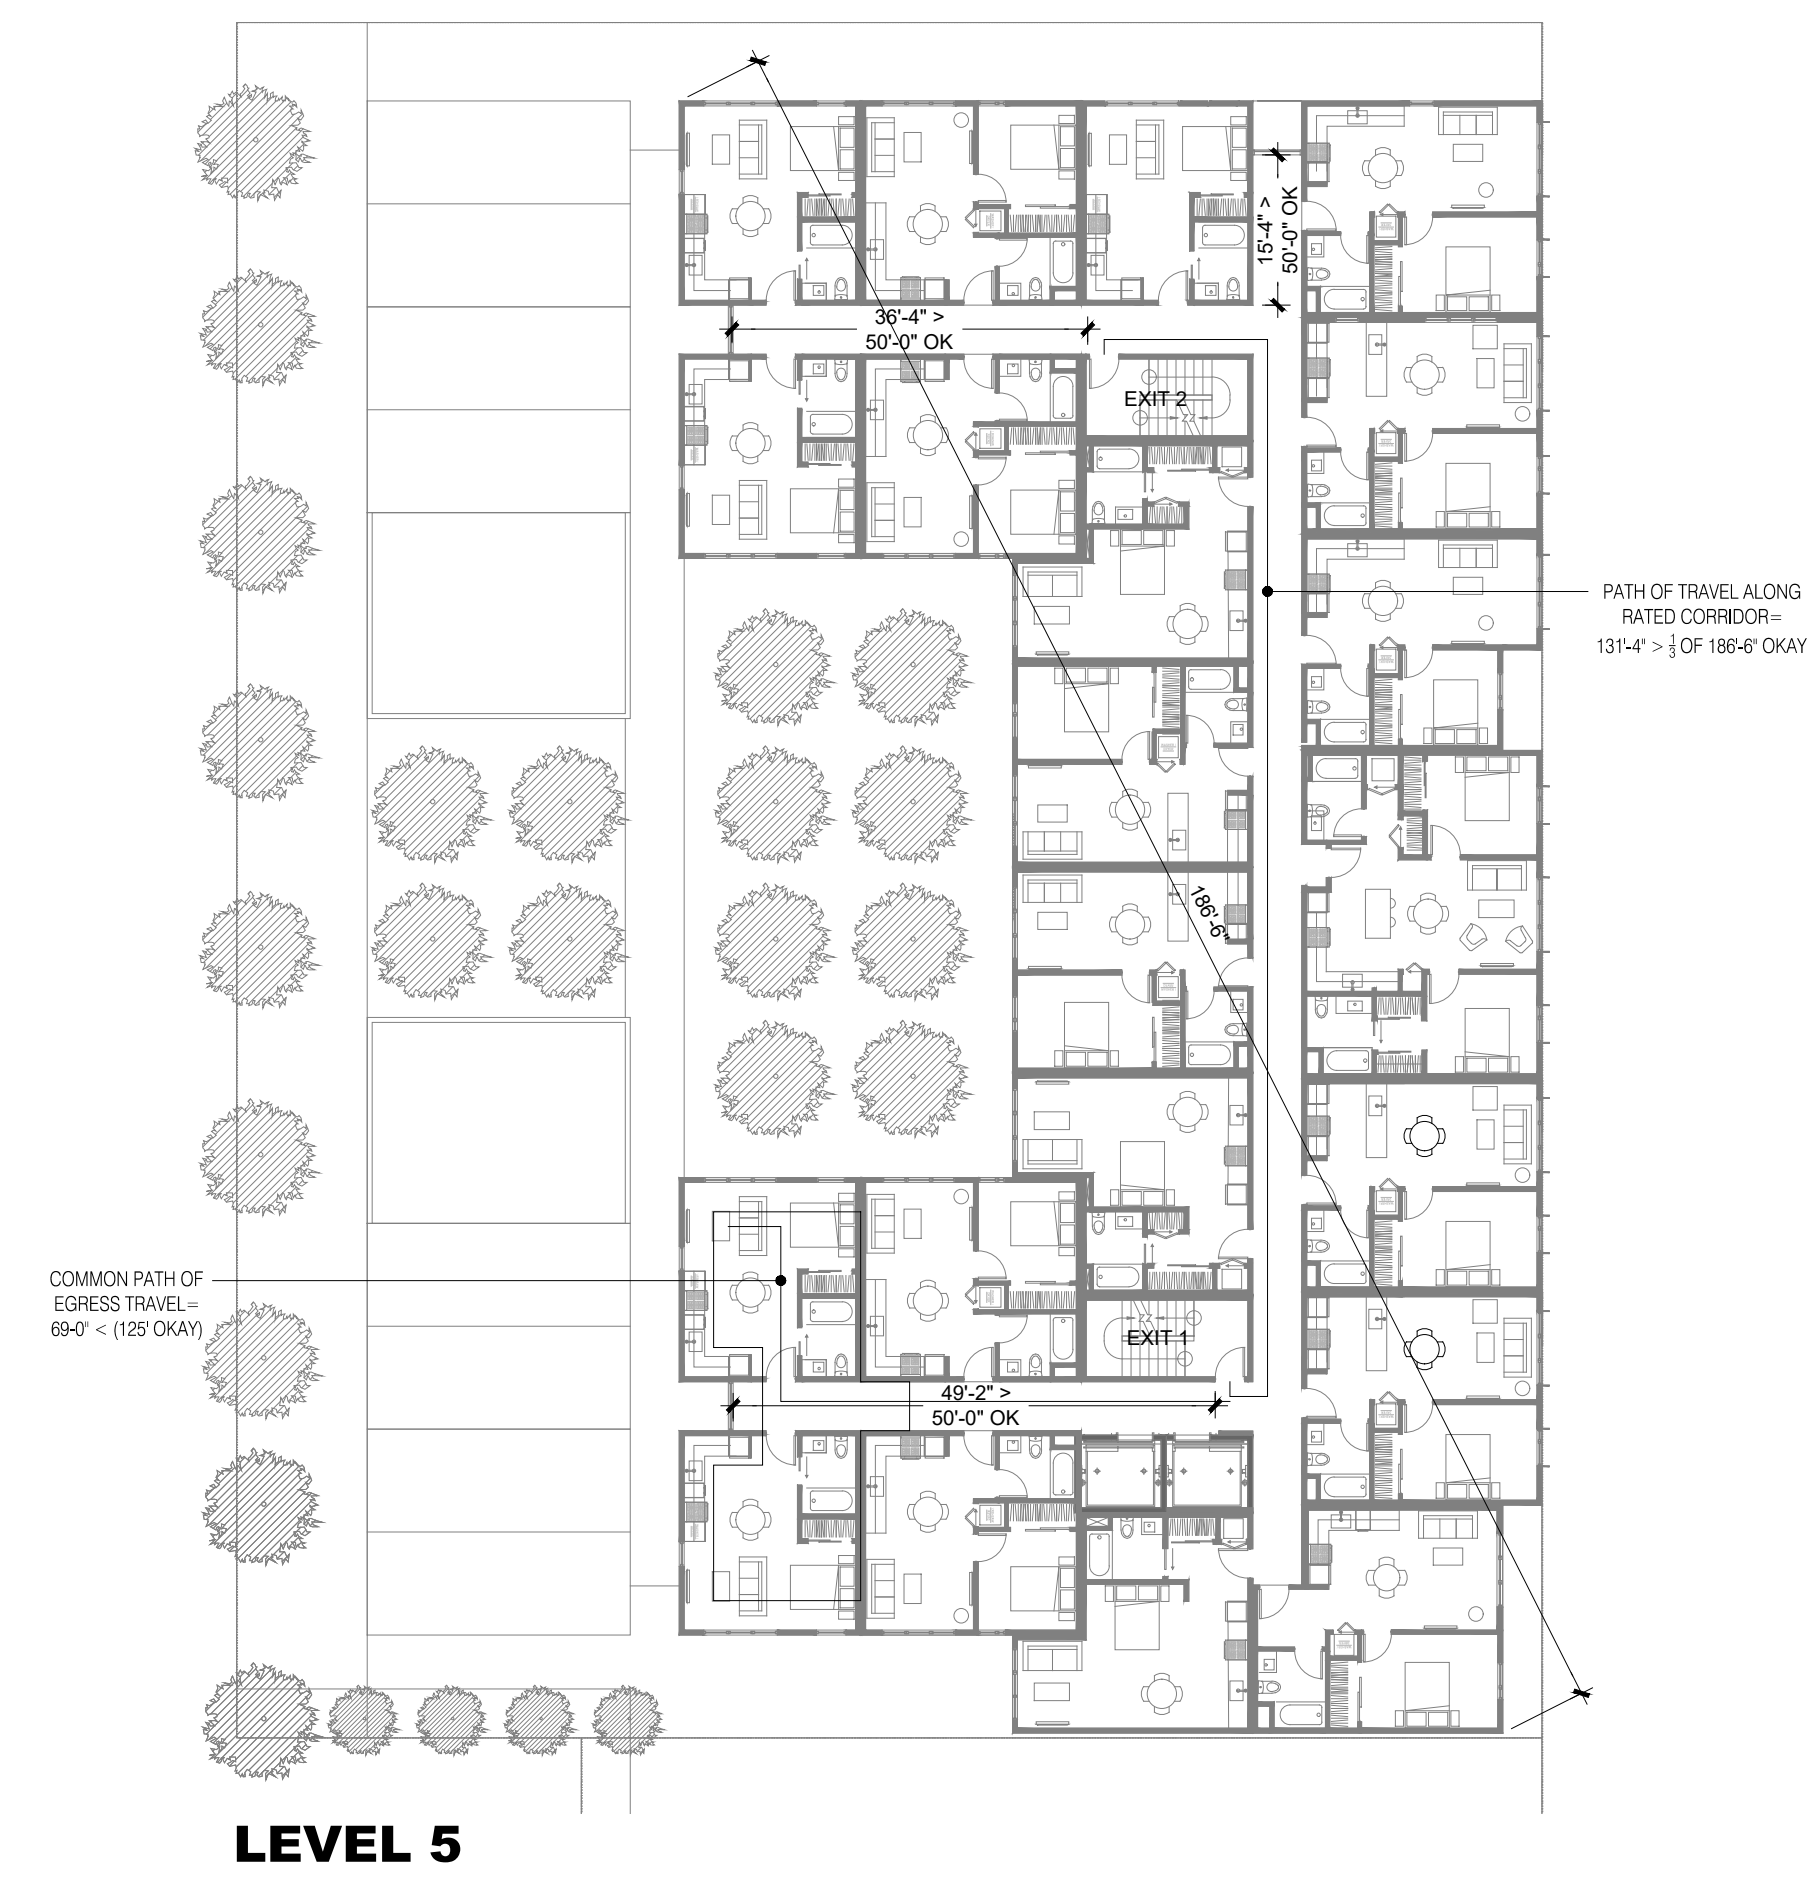 15'-4" >
50'-0" OK
36'-4" >
50'-0" OK
EXIT 2
PATH OF TRAVEL ALONG
RATED CORRIDOR=
131'-4" > 1/3 OF 186'-6" OKAY
186'-6"
COMMON PATH OF
EGRESS TRAVEL=
69-0" < (125' OKAY)
EXIT 1
49'-2" >
50'-0" OK
LEVEL 5